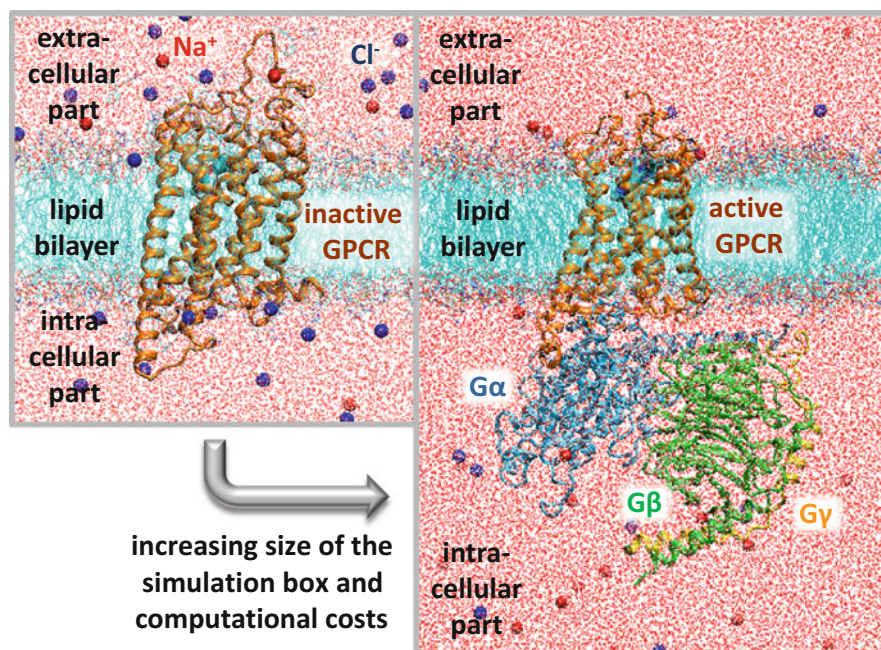 extra-
cellular
part
Na⁺
Cl⁻
lipid
bilayer
inactive
GPCR
intra-
cellular
part
increasing size of the
simulation box and
computational costs
extra-
cellular
part
lipid
bilayer
active
GPCR
Gα
Gβ
Gγ
intra-
cellular
part